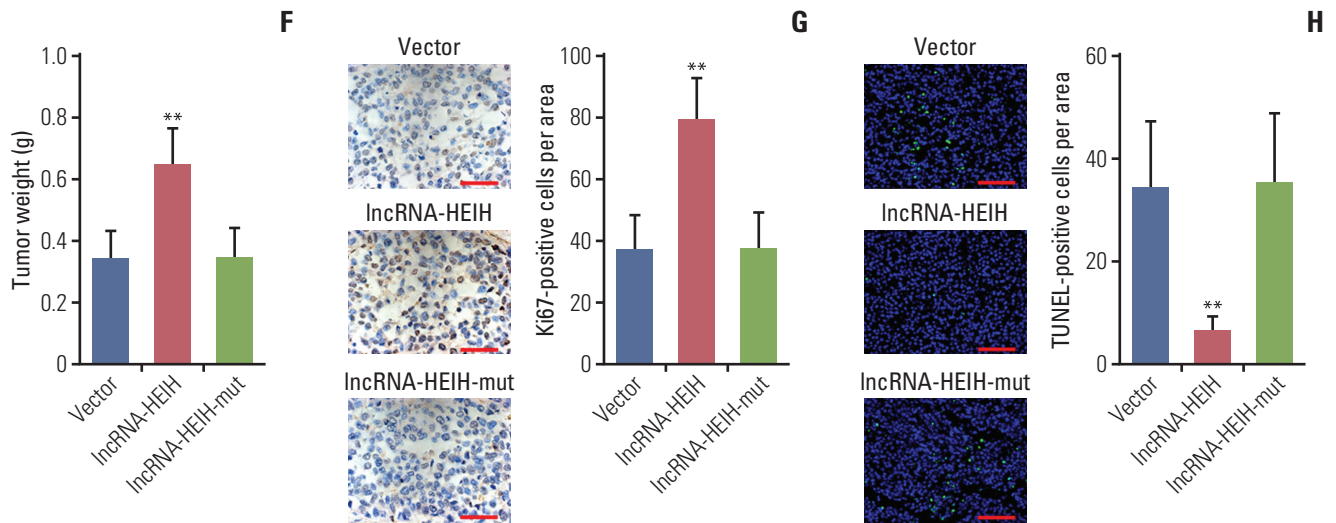 F
Tumor weight (g)
1.0
0.8
0.6
0.4
0.2
0
**
Vector
lncRNA-HEIH
lncRNA-HEIH-mut
Vector
lncRNA-HEIH
lncRNA-HEIH-mut
G
Ki67-positive cells per area
100
80
60
40
20
0
**
Vector
lncRNA-HEIH
lncRNA-HEIH-mut
Vector
lncRNA-HEIH
lncRNA-HEIH-mut
H
TUNEL-positive cells per area
60
40
20
0
**
Vector
lncRNA-HEIH
lncRNA-HEIH-mut